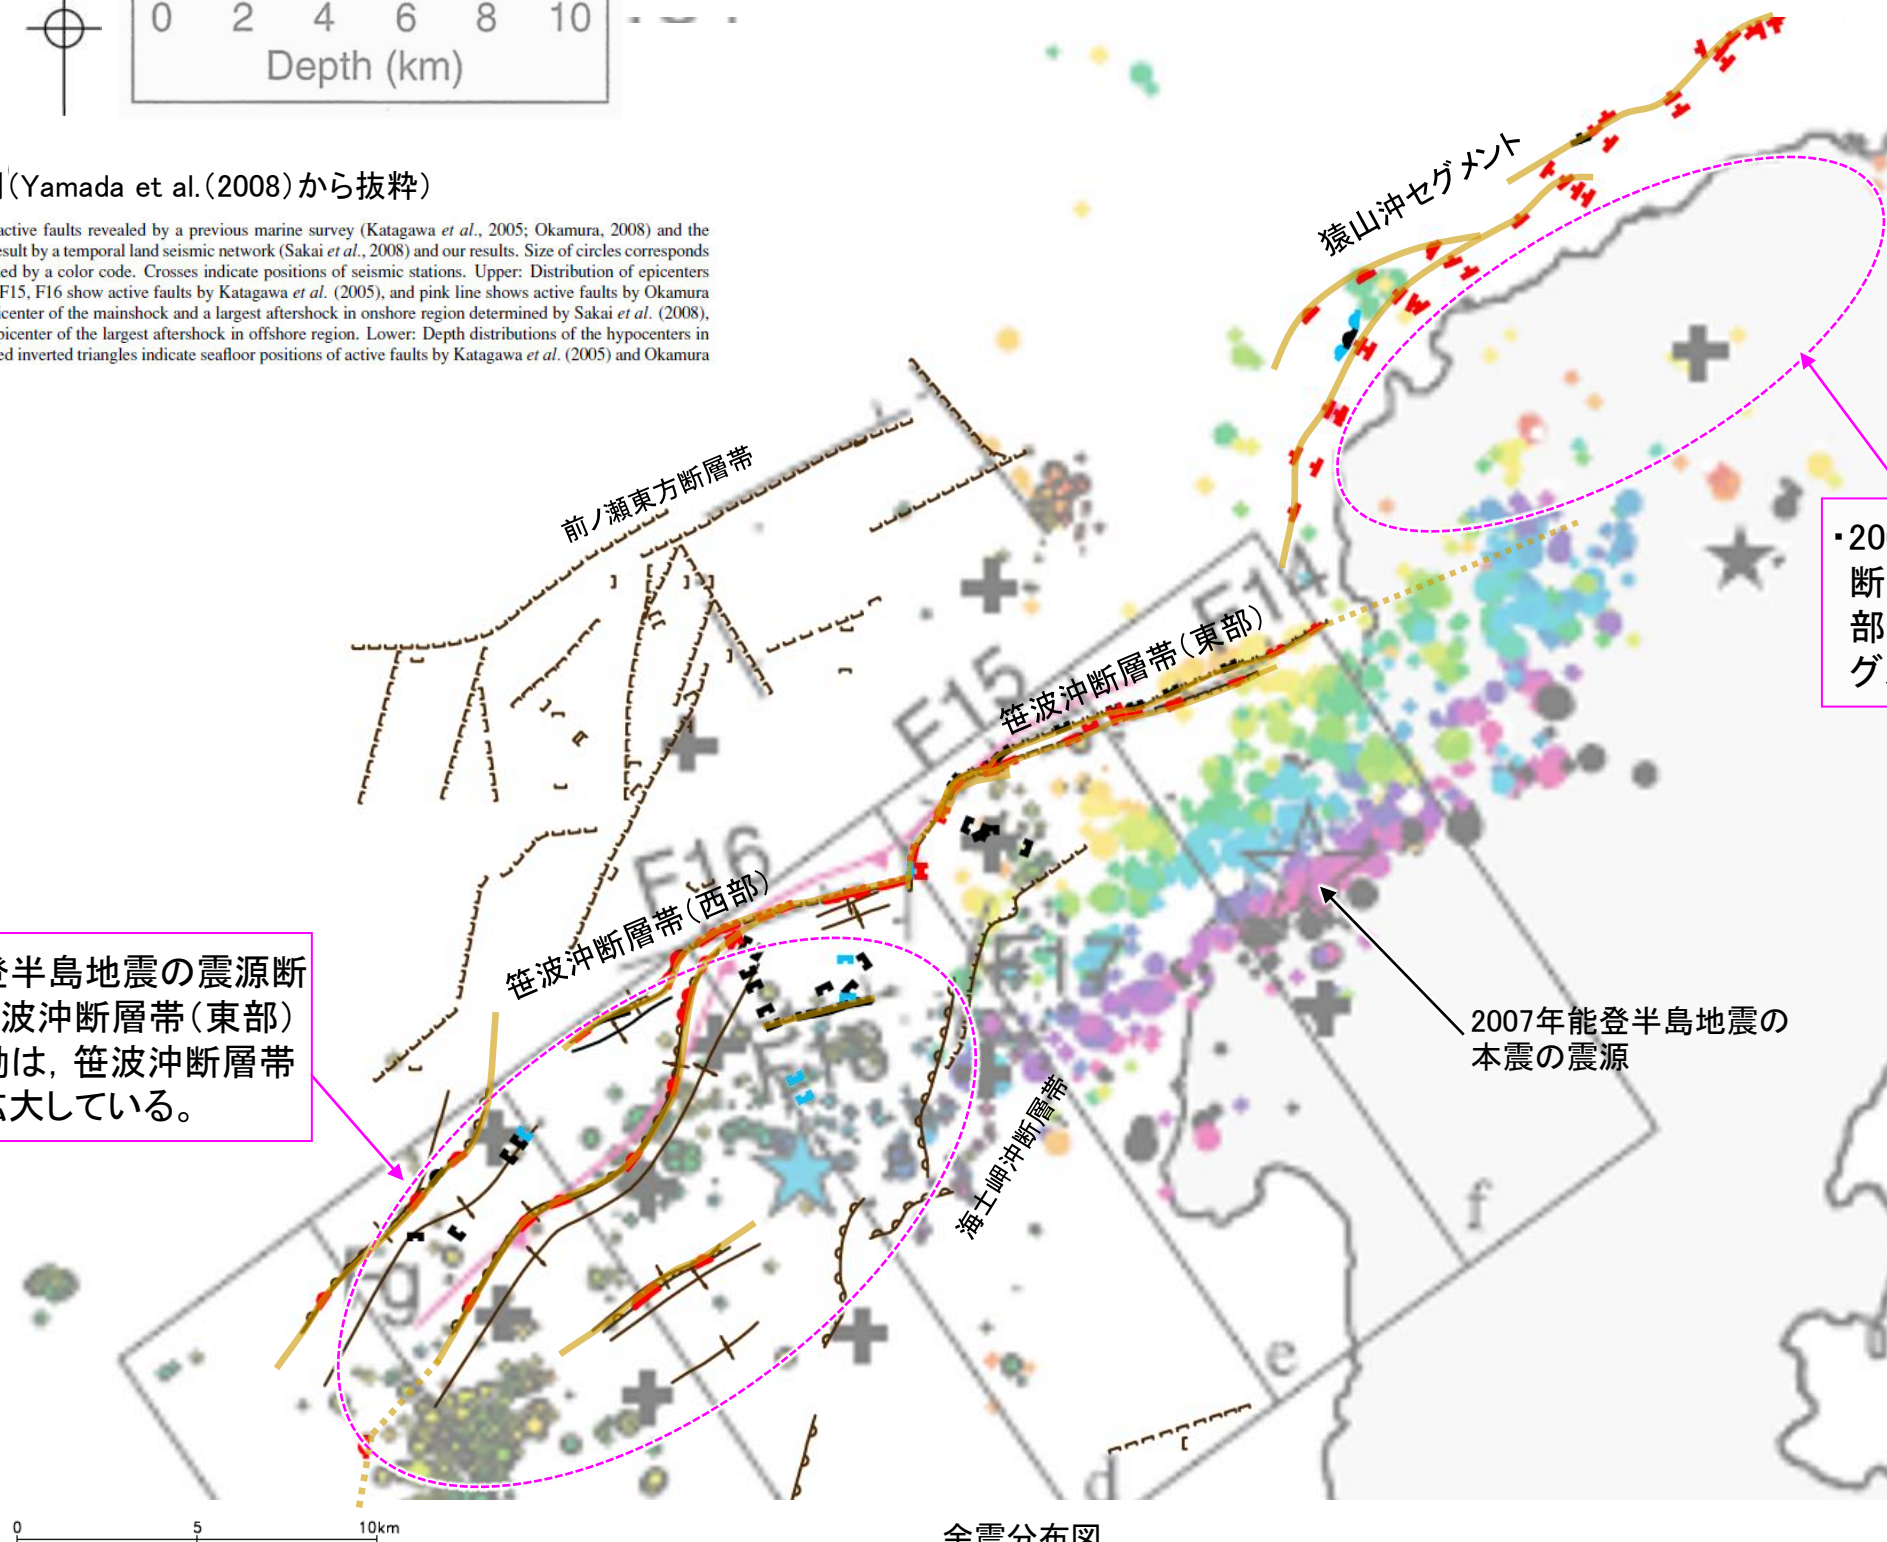 0 2 4 6 8 10
Depth (km)
(Yamada et al.(2008)から抜粋)
active faults revealed by a previous marine survey (Katagawa et al., 2005; Okamura, 2008) and the
esult by a temporal land seismic network (Sakai et al., 2008) and our results. Size of circles corresponds
ed by a color code. Crosses indicate positions of seismic stations. Upper: Distribution of epicenters
F15, F16 show active faults by Katagawa et al. (2005), and pink line shows active faults by Okamura
icenter of the mainshock and a largest aftershock in onshore region determined by Sakai et al. (2008),
picenter of the largest aftershock in offshore region. Lower: Depth distributions of the hypocenters in
ed inverted triangles indicate seafloor positions of active faults by Katagawa et al. (2005) and Okamura
猿山沖セグメント
前ノ瀬東方断層帯
・20
断
部
グ
F14
笹波沖断層帯(東部)
F15
F16
笹波沖断層帯(西部)
F17
登半島地震の震源断
波沖断層帯(東部)
動は，笹波沖断層帯
広大している。
2007年能登半島地震の
本震の震源
F18
海士岬沖断層帯
g
f
e
d
0 5 10km
余震分布図